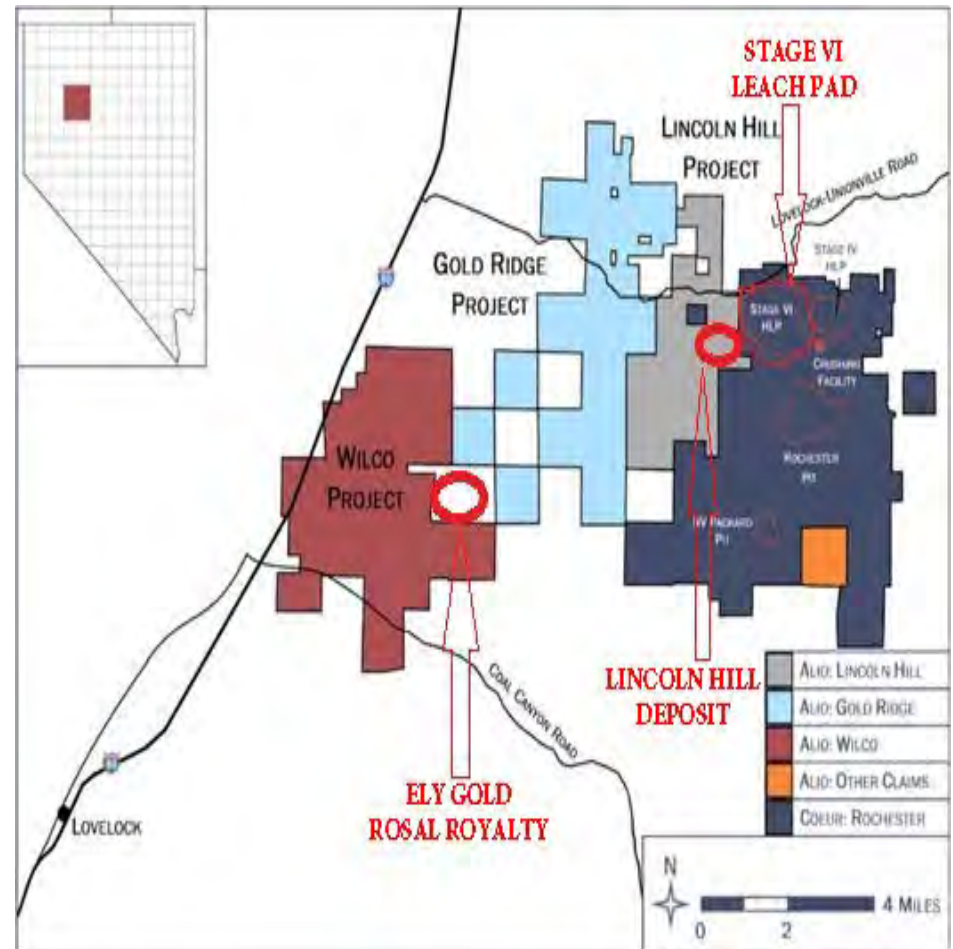 STAGE VI
LEACH PAD
LINCOLN HILL
PROJECT
LOVELOCK-UNIONVILLE ROAD
STAGE IV
HLP
GOLD RIDGE
PROJECT
STAGE VI
HLP
CRUSHING
FACILITY
WILCO
PROJECT
ROCHESTER
PIT
PACKARD
PIT
COAL CANYON ROAD
LINCOLN HILL
DEPOSIT
ELY GOLD
ROSAL ROYALTY
LOVELOCK
ALIO: LINCOLN HILL
ALIO: GOLD RIDGE
ALIO: WILCO
ALIO: OTHER CLAIMS
COEUR: ROCHESTER
N
4 MILES
0 2